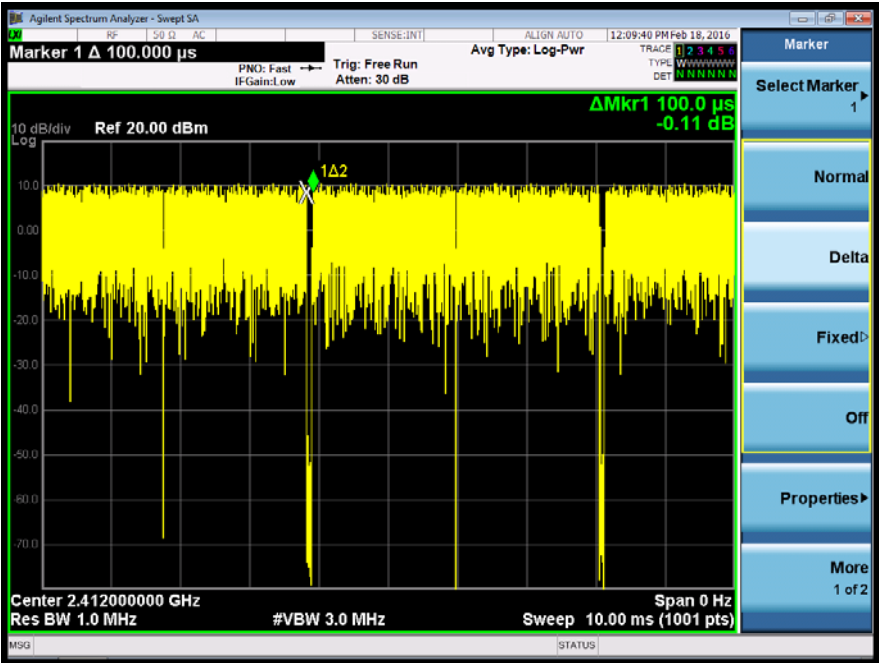 Agilent Spectrum Analyzer - Swept SA
LXI RF 50 Ω AC SENSE:INT ALIGN AUTO 12:09:40 PM Feb 18, 2016
Marker 1 Δ 100.000 µs
PNO: Fast
IFGain:Low
Trig: Free Run
Atten: 30 dB
Avg Type: Log-Pwr
TRACE 1 2 3 4 5 6
TYPE WWWWWW
DET N N N N N N
ΔMkr1 100.0 µs
-0.11 dB
10 dB/div Ref 20.00 dBm
Log
1Δ2
10.0
0.00
-10.0
-20.0
-30.0
-40.0
-50.0
-60.0
-70.0
Center 2.412000000 GHz Span 0 Hz
Res BW 1.0 MHz #VBW 3.0 MHz Sweep 10.00 ms (1001 pts)
MSG STATUS
Marker
Select Marker
1
Normal
Delta
Fixed
Off
Properties
More
1 of 2